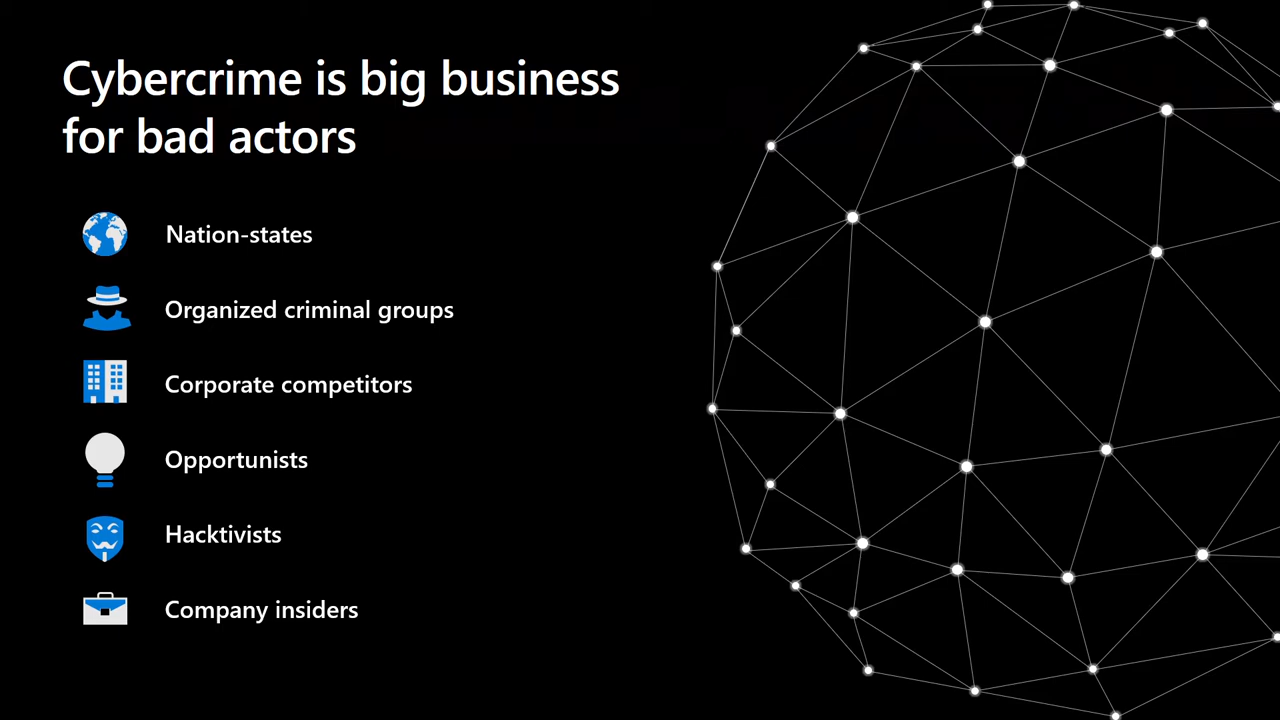 Cybercrime is big business
for bad actors
Nation-states
Organized criminal groups
Corporate competitors
Opportunists
Hacktivists
Company insiders